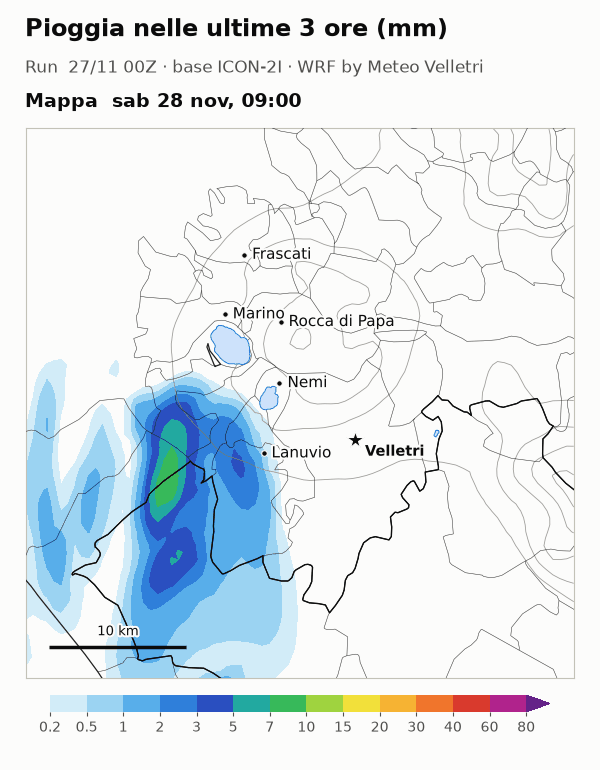 Pioggia nelle ultime 3 ore (mm)
Run  27/11 00Z · base ICON-2I · WRF by Meteo Velletri
Mappa  sab 28 nov, 09:00
Frascati
Marino
Rocca di Papa
Nemi
Velletri
Lanuvio
10 km
0.2 0.5 1 2 3 5 7 10 15 20 30 40 60 80